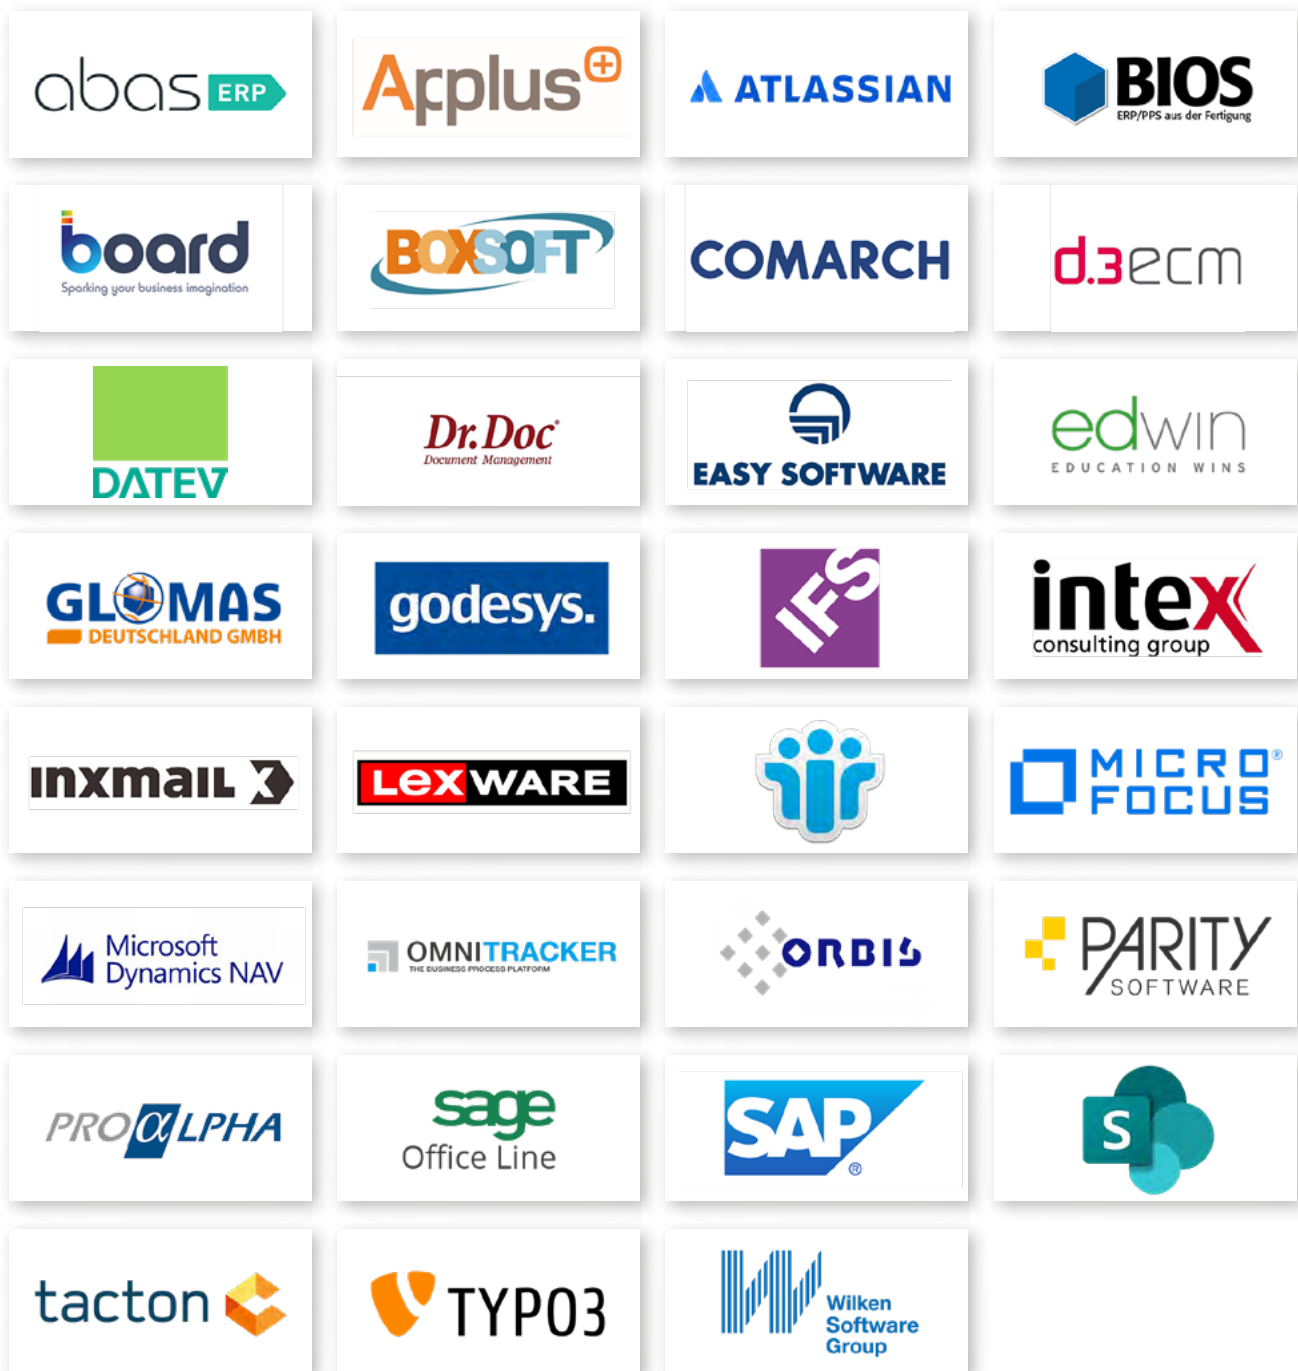 abas ERP
Applus+
ATLASSIAN
BIOS
ERP/PPS aus der Fertigung
board
Sparking your business imagination
BOXSOFT
COMARCH
d.3ecm
DATEV
Dr.Doc®
Document Management
EASY SOFTWARE
edwin
EDUCATION WINS
GLOMAS
DEUTSCHLAND GMBH
godesys.
IFS
intex
consulting group
inxmail X
LEXWARE
MICRO®
FOCUS
Microsoft
Dynamics NAV
OMNITRACKER
THE BUSINESS PROCESS PLATFORM
ORBIS
PARITY
SOFTWARE
PROαLPHA
sage
Office Line
SAP®
S
tacton
TYPO3
W
Wilken
Software
Group